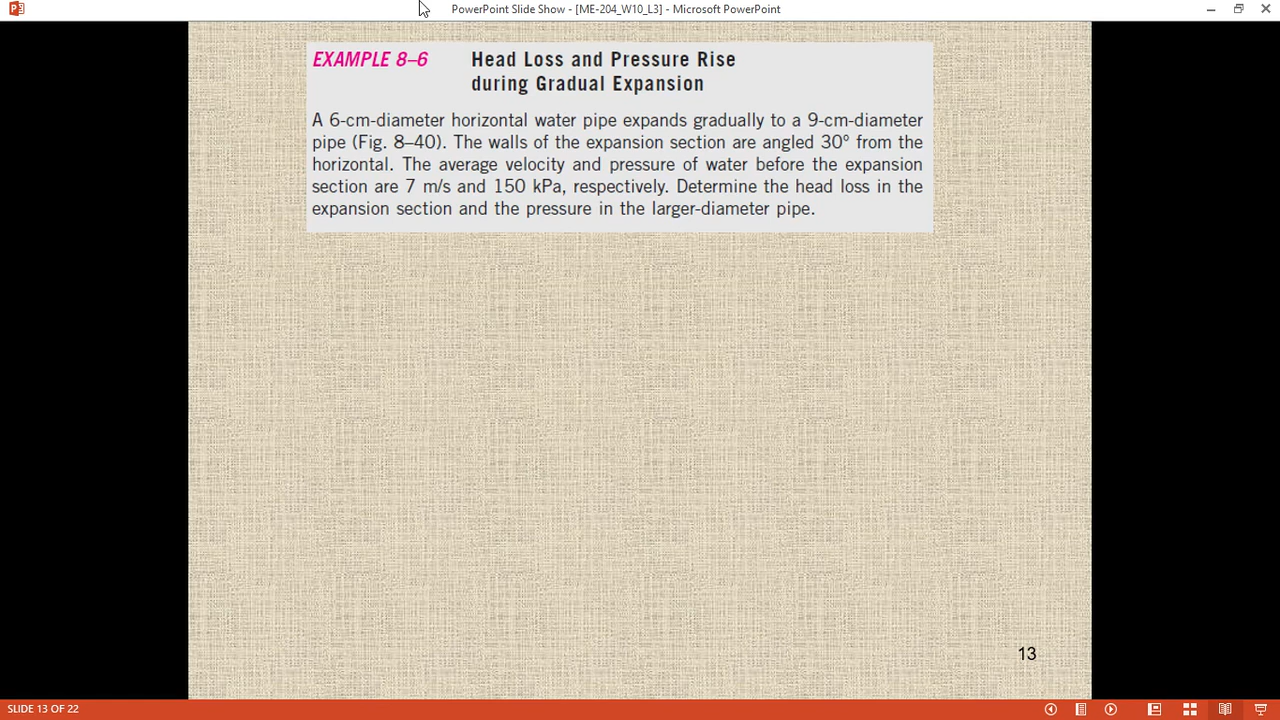 PowerPoint Slide Show - [ME-204_W10_L3] - Microsoft PowerPoint
EXAMPLE 8–6 Head Loss and Pressure Rise
during Gradual Expansion
A 6-cm-diameter horizontal water pipe expands gradually to a 9-cm-diameter
pipe (Fig. 8–40). The walls of the expansion section are angled 30° from the
horizontal. The average velocity and pressure of water before the expansion
section are 7 m/s and 150 kPa, respectively. Determine the head loss in the
expansion section and the pressure in the larger-diameter pipe.
13
SLIDE 13 OF 22